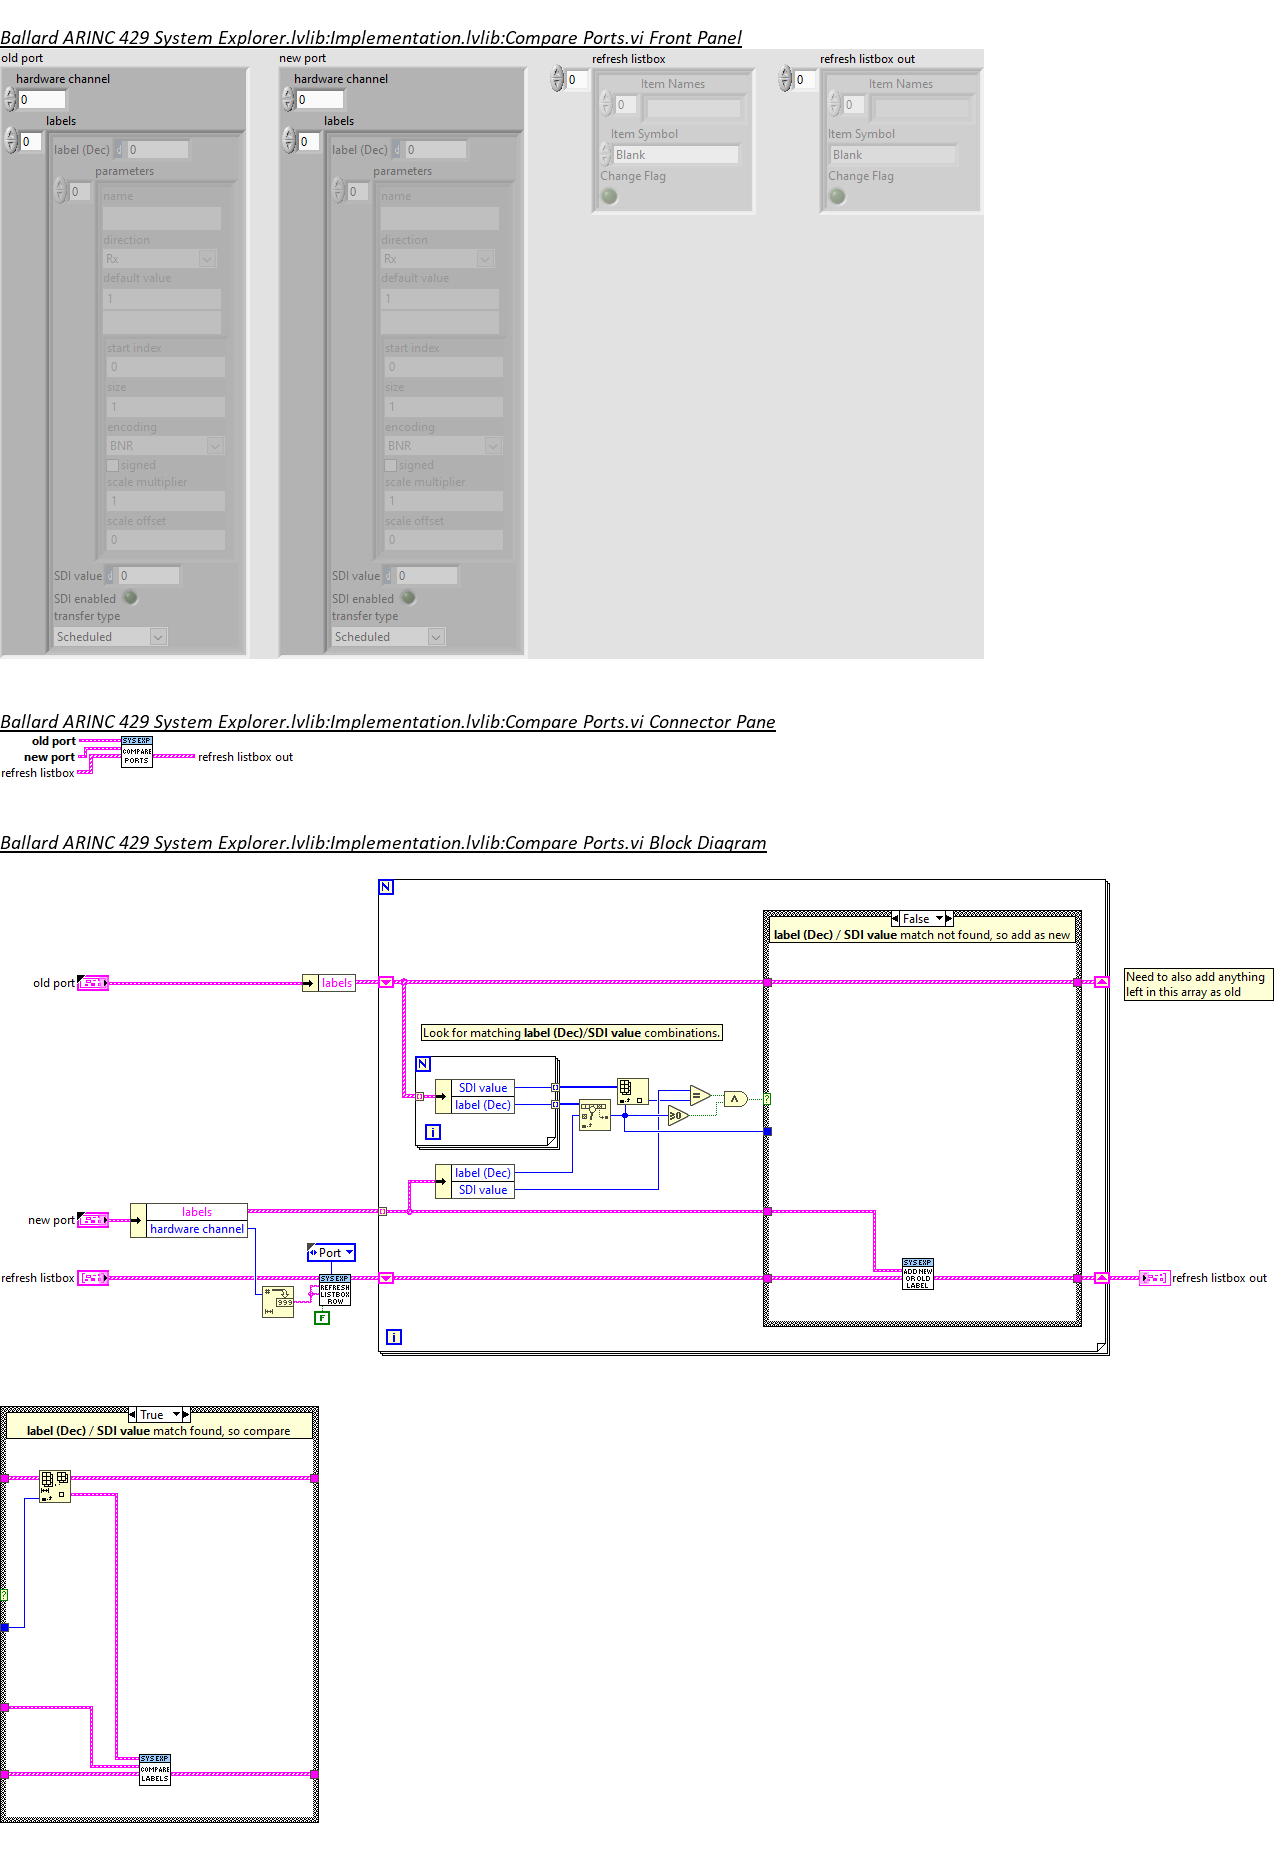 Ballard ARINC 429 System Explorer.lvlib:Implementation.lvlib:Compare Ports.vi Front Panel
old port
hardware channel
0
labels
0
label (Dec) d 0
parameters
0
name
direction
Rx
default value
1
start index
0
size
1
encoding
BNR
signed
scale multiplier
1
scale offset
0
SDI value d 0
SDI enabled
transfer type
Scheduled
new port
hardware channel
0
labels
0
label (Dec) d 0
parameters
0
name
direction
Rx
default value
1
start index
0
size
1
encoding
BNR
signed
scale multiplier
1
scale offset
0
SDI value d 0
SDI enabled
transfer type
Scheduled
refresh listbox
0
Item Names
0
Item Symbol
Blank
Change Flag
refresh listbox out
0
Item Names
0
Item Symbol
Blank
Change Flag
Ballard ARINC 429 System Explorer.lvlib:Implementation.lvlib:Compare Ports.vi Connector Pane
old port
new port
refresh listbox
SYS EXP
COMPARE
PORTS
refresh listbox out
Ballard ARINC 429 System Explorer.lvlib:Implementation.lvlib:Compare Ports.vi Block Diagram
N
False
label (Dec) / SDI value match not found, so add as new
old port
labels
Need to also add anything
left in this array as old
Look for matching label (Dec)/SDI value combinations.
N
SDI value
label (Dec)
i
=
≥0
∧
?
label (Dec)
SDI value
new port
labels
hardware channel
Port
refresh listbox
SYS EXP
REFRESH
LISTBOX
ROW
#
999
F
SYS EXP
ADD NEW
OR OLD
LABEL
refresh listbox out
i
True
label (Dec) / SDI value match found, so compare
?
SYS EXP
COMPARE
LABELS